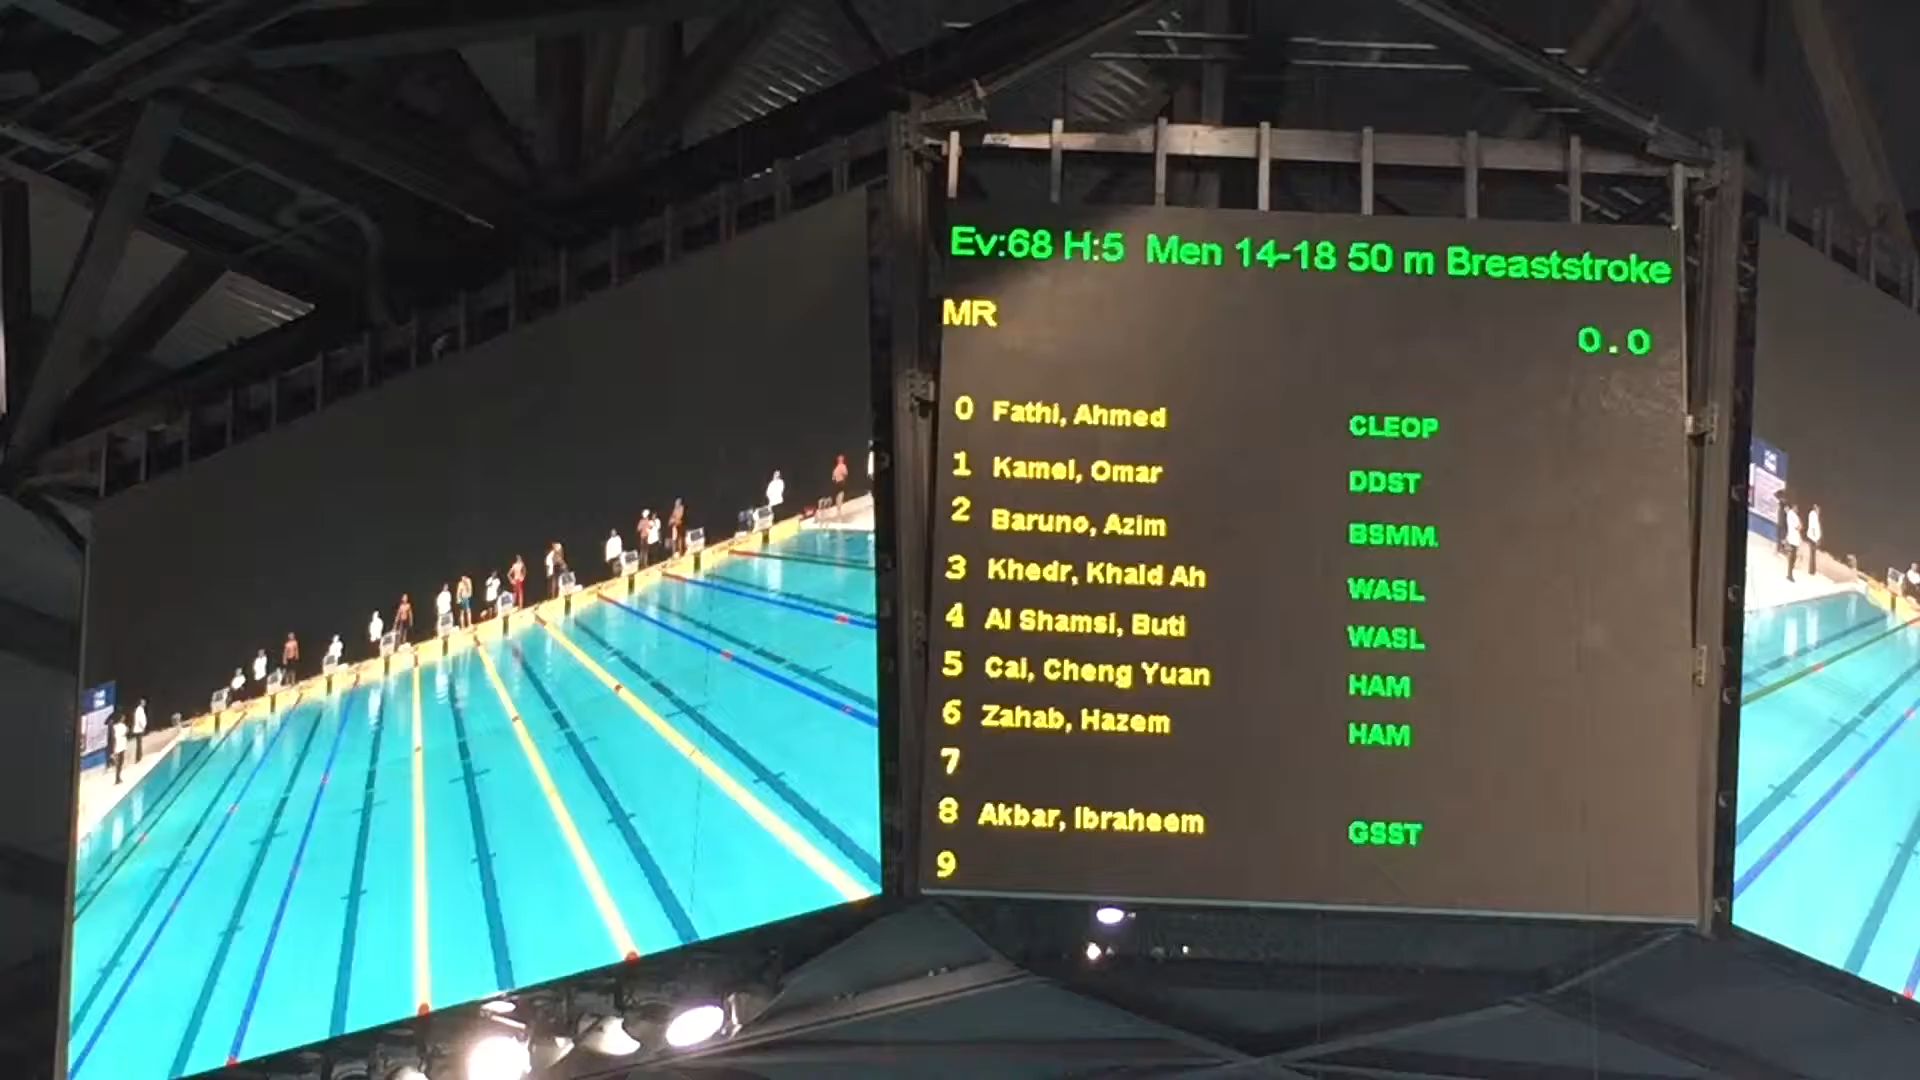 Ev:68 H:5 Men 14-18 50 m Breaststroke
MR
0.0
0 Fathi, Ahmed CLEOP
1 Kamel, Omar DDST
2 Baruno, Azim BSMM.
3 Khedr, Khald Ah WASL
4 Al Shamsi, Buti WASL
5 Cai, Cheng Yuan HAM
6 Zahab, Hazem HAM
7
8 Akbar, Ibraheem GSST
9